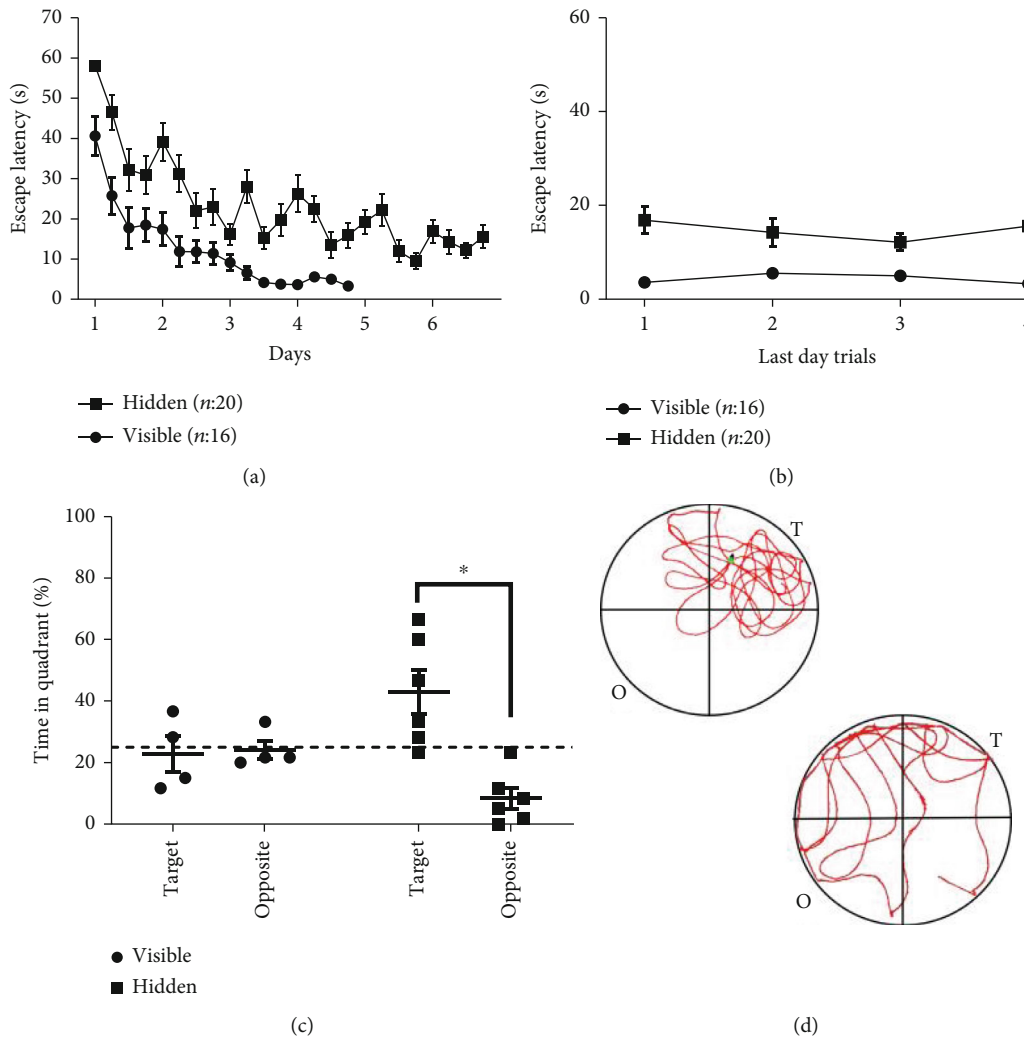 70
60
50
40
30
20
10
0
Escape latency (s)
1 2 3 4 5 6
Days
Hidden (n:20)
Visible (n:16)
(a)
60
40
20
0
Escape latency (s)
1 2 3
Last day trials
Visible (n:16)
Hidden (n:20)
(b)
100
80
60
40
20
0
Time in quadrant (%)
*
Target
Opposite
Target
Opposite
Visible
Hidden
(c)
T
O
T
O
(d)